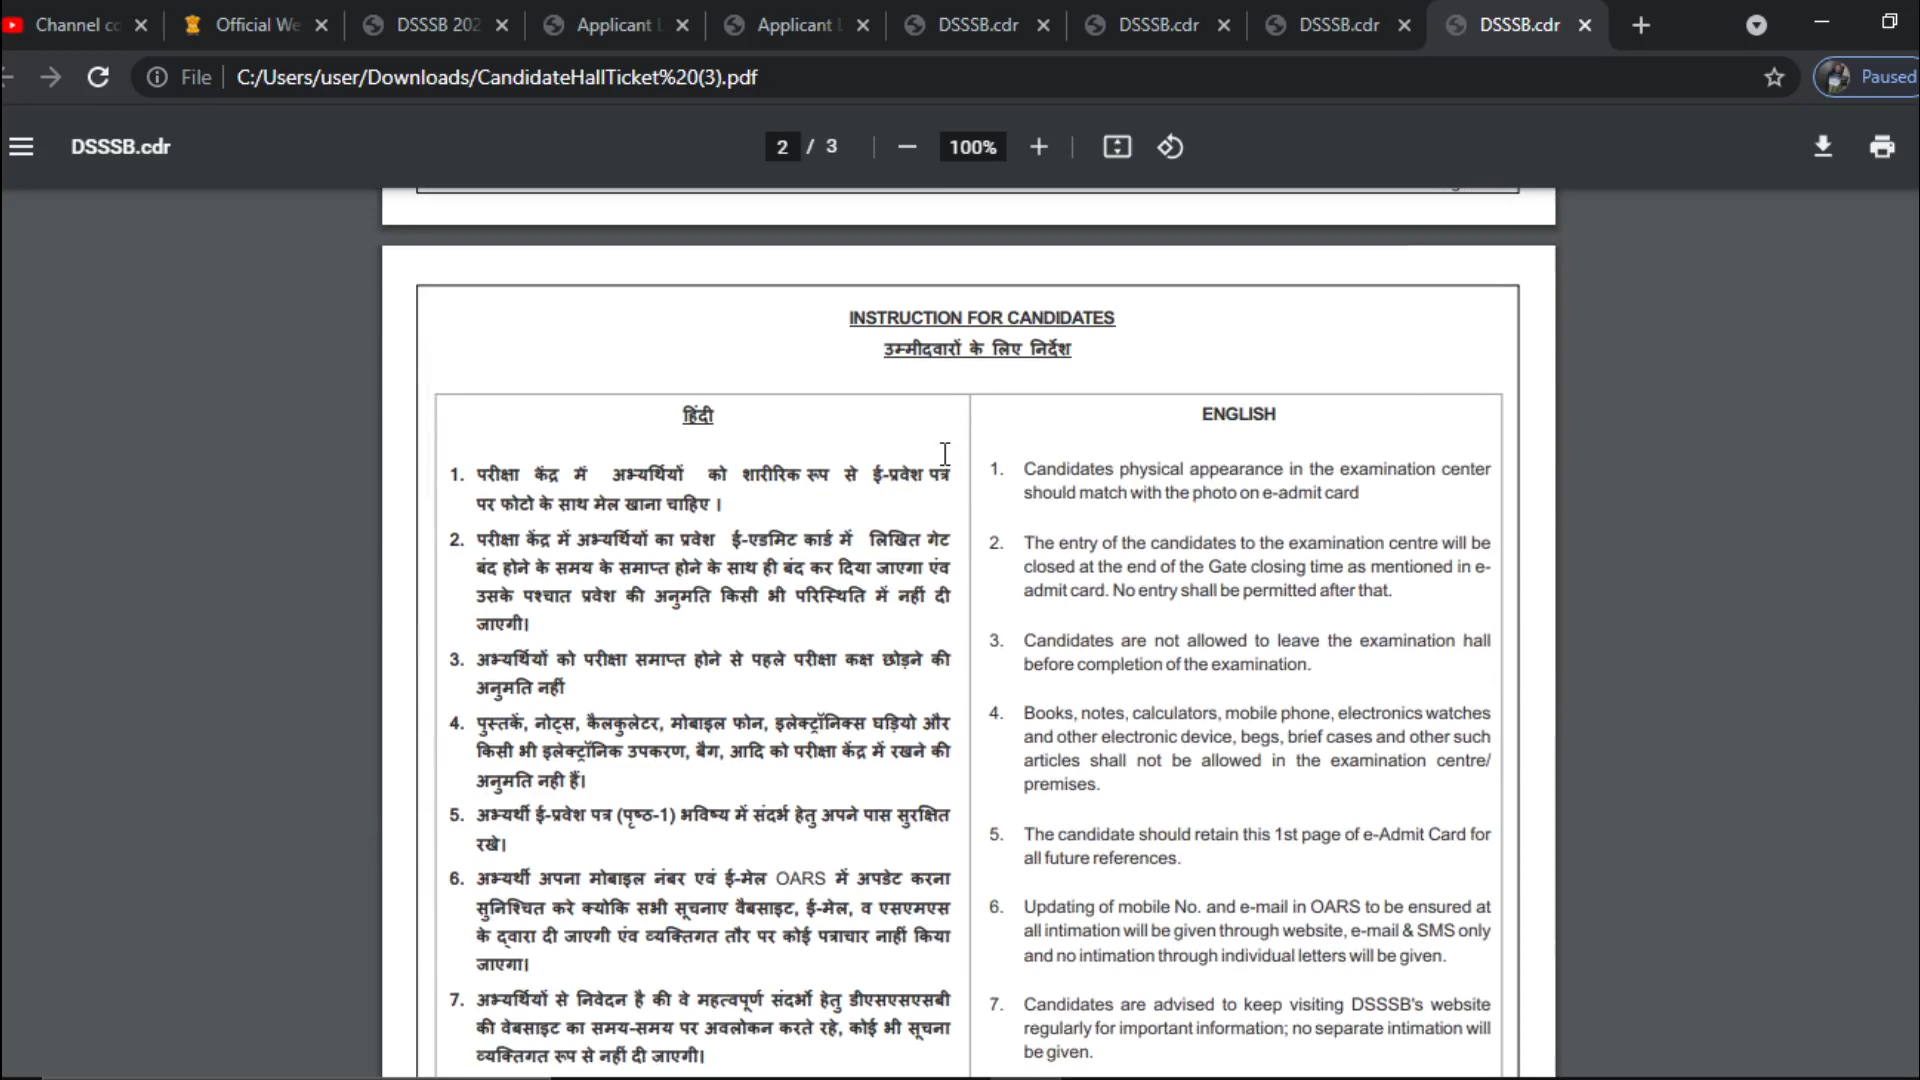 Channel co
Official We
DSSSB 202
Applicant L
Applicant L
DSSSB.cdr
DSSSB.cdr
DSSSB.cdr
DSSSB.cdr
File
C:/Users/user/Downloads/CandidateHallTicket%20(3).pdf
Paused
DSSSB.cdr
2 / 3
100%
INSTRUCTION FOR CANDIDATES
उम्मीदवारों के लिए निर्देश
हिंदी
1. परीक्षा केंद्र में अभ्यर्थियों को शारीरिक रूप से ई-प्रवेश पत्र
पर फोटो के साथ मेल खाना चाहिए ।
2. परीक्षा केंद्र में अभ्यर्थियों का प्रवेश ई-एडमिट कार्ड में लिखित गेट
बंद होने के समय के समाप्त होने के साथ ही बंद कर दिया जाएगा एंव
उसके पश्चात प्रवेश की अनुमति किसी भी परिस्थिति में नहीं दी
जाएगी।
3. अभ्यर्थियों को परीक्षा समाप्त होने से पहले परीक्षा कक्ष छोड़ने की
अनुमति नहीं
4. पुस्तकें, नोट्स, कैलकुलेटर, मोबाइल फोन, इलेक्ट्रॉनिक्स घड़ियो और
किसी भी इलेक्ट्रॉनिक उपकरण, बैग, आदि को परीक्षा केंद्र में रखने की
अनुमति नही हैं।
5. अभ्यर्थी ई-प्रवेश पत्र (पृष्ठ-1) भविष्य में संदर्भ हेतु अपने पास सुरक्षित
रखे।
6. अभ्यर्थी अपना मोबाइल नंबर एवं ई-मेल OARS में अपडेट करना
सुनिश्चित करे क्योकि सभी सूचनाए वैबसाइट, ई-मेल, व एसएमएस
के द्वारा दी जाएगी एंव व्यक्तिगत तौर पर कोई पत्राचार नाहीं किया
जाएगा।
7. अभ्यर्थियों से निवेदन है की वे महत्वपूर्ण संदर्भो हेतु डीएसएसएसबी
की वेबसाइट का समय-समय पर अवलोकन करते रहे, कोई भी सूचना
व्यक्तिगत रूप से नहीं दी जाएगी।
ENGLISH
1. Candidates physical appearance in the examination center
should match with the photo on e-admit card
2. The entry of the candidates to the examination centre will be
closed at the end of the Gate closing time as mentioned in e-
admit card. No entry shall be permitted after that.
3. Candidates are not allowed to leave the examination hall
before completion of the examination.
4. Books, notes, calculators, mobile phone, electronics watches
and other electronic device, begs, brief cases and other such
articles shall not be allowed in the examination centre/
premises.
5. The candidate should retain this 1st page of e-Admit Card for
all future references.
6. Updating of mobile No. and e-mail in OARS to be ensured at
all intimation will be given through website, e-mail & SMS only
and no intimation through individual letters will be given.
7. Candidates are advised to keep visiting DSSSB's website
regularly for important information; no separate intimation will
be given.